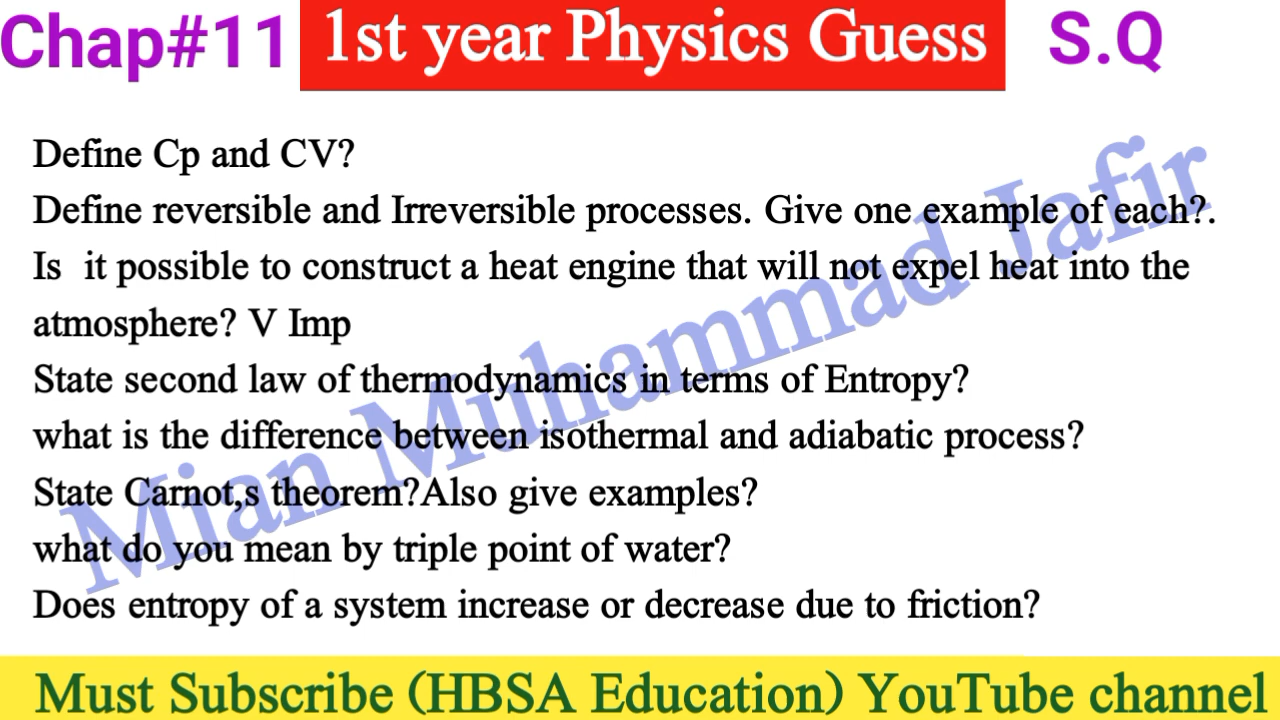 Chap#11 1st year Physics Guess S.Q
Define Cp and CV?
Define reversible and Irreversible processes. Give one example of each?.
Is it possible to construct a heat engine that will not expel heat into the
atmosphere? V Imp
State second law of thermodynamics in terms of Entropy?
what is the difference between isothermal and adiabatic process?
State Carnot,s theorem?Also give examples?
what do you mean by triple point of water?
Does entropy of a system increase or decrease due to friction?
Mian Muhammad Jafir
Must Subscribe (HBSA Education) YouTube channel